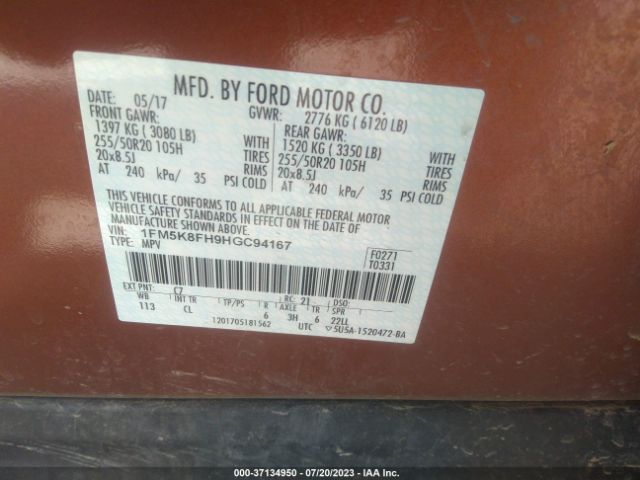 MFD. BY FORD MOTOR CO.
DATE: 05/17 GVWR: 2776 KG ( 6120 LB)
FRONT GAWR: REAR GAWR:
1397 KG ( 3080 LB) WITH 1520 KG ( 3350 LB) WITH
255/50R20 105H TIRES 255/50R20 105H TIRES
20x8.5J RIMS 20x8.5J RIMS
AT 240 kPa/ 35 PSI COLD AT 240 kPa/ 35 PSI COLD
THIS VEHICLE CONFORMS TO ALL APPLICABLE FEDERAL MOTOR
VEHICLE SAFETY STANDARDS IN EFFECT ON THE DATE OF
MANUFACTURE SHOWN ABOVE.
VIN: 1FM5K8FH9HGC94167
TYPE: MPV
F0271
T0331
EXT PNT: C7 RC: 21 DSO:
WB INT TR TP/PS R AXLE TR SPR
113 CL 6 3H 6 22LL
1201705181562 UTC ▽5U5A-1520472-BA
000-37134950 - 07/20/2023 - IAA Inc.